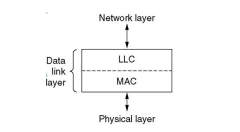 Network layer
Data
link
layer
LLC
MAC
Physical layer